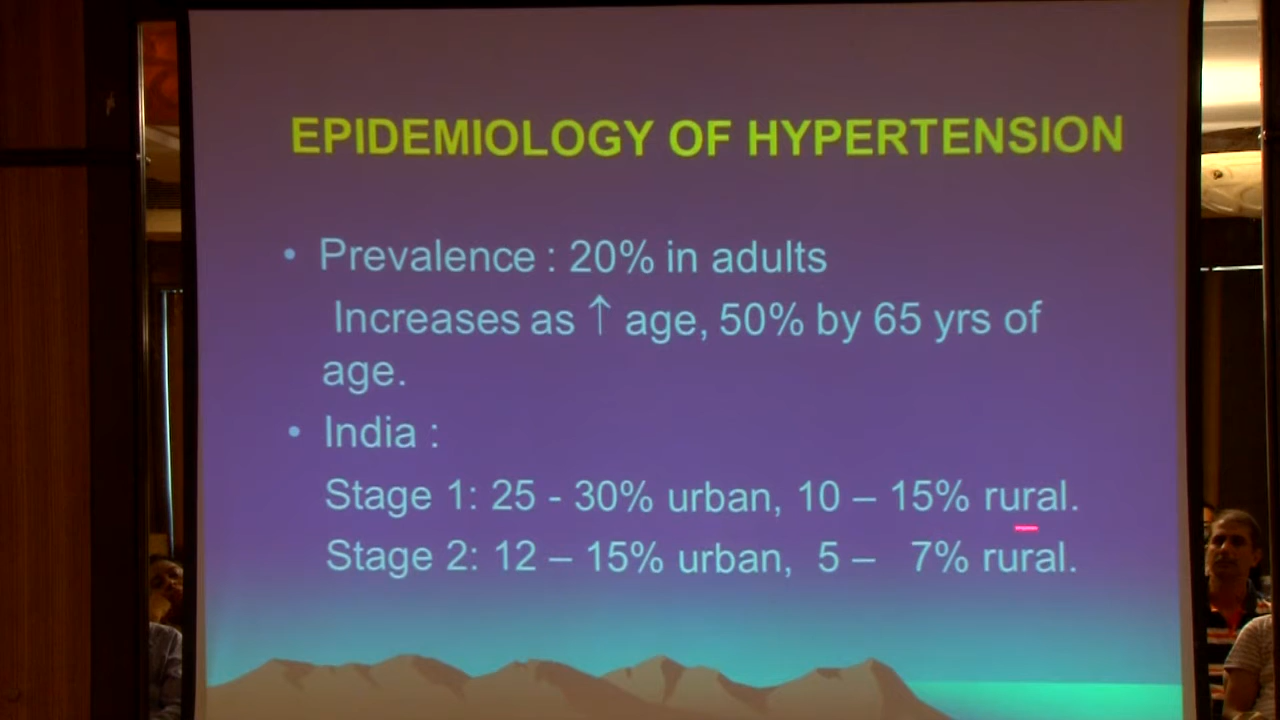 EPIDEMIOLOGY OF HYPERTENSION
• Prevalence : 20% in adults
Increases as ↑ age, 50% by 65 yrs of
age.
• India :
Stage 1: 25 - 30% urban, 10 – 15% rural.
Stage 2: 12 – 15% urban, 5 – 7% rural.